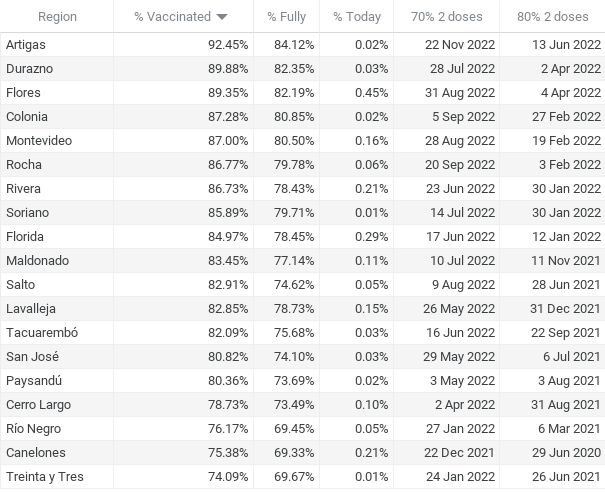 Region % Vaccinated % Fully % Today 70% 2 doses 80% 2 doses
Artigas 92.45% 84.12% 0.02% 22 Nov 2022 13 Jun 2022
Durazno 89.88% 82.35% 0.03% 28 Jul 2022 2 Apr 2022
Flores 89.35% 82.19% 0.45% 31 Aug 2022 4 Apr 2022
Colonia 87.28% 80.85% 0.02% 5 Sep 2022 27 Feb 2022
Montevideo 87.00% 80.50% 0.16% 28 Aug 2022 19 Feb 2022
Rocha 86.77% 79.78% 0.06% 20 Sep 2022 3 Feb 2022
Rivera 86.73% 78.43% 0.21% 23 Jun 2022 30 Jan 2022
Soriano 85.89% 79.71% 0.01% 14 Jul 2022 30 Jan 2022
Florida 84.97% 78.45% 0.29% 17 Jun 2022 12 Jan 2022
Maldonado 83.45% 77.14% 0.11% 10 Jul 2022 11 Nov 2021
Salto 82.91% 74.62% 0.05% 9 Aug 2022 28 Jun 2021
Lavalleja 82.85% 78.73% 0.15% 26 May 2022 31 Dec 2021
Tacuarembó 82.09% 75.68% 0.03% 16 Jun 2022 22 Sep 2021
San José 80.82% 74.10% 0.03% 29 May 2022 6 Jul 2021
Paysandú 80.36% 73.69% 0.02% 3 May 2022 3 Aug 2021
Cerro Largo 78.73% 73.49% 0.10% 2 Apr 2022 31 Aug 2021
Río Negro 76.17% 69.45% 0.05% 27 Jan 2022 6 Mar 2021
Canelones 75.38% 69.33% 0.21% 22 Dec 2021 29 Jun 2020
Treinta y Tres 74.09% 69.67% 0.01% 24 Jan 2022 26 Jun 2021